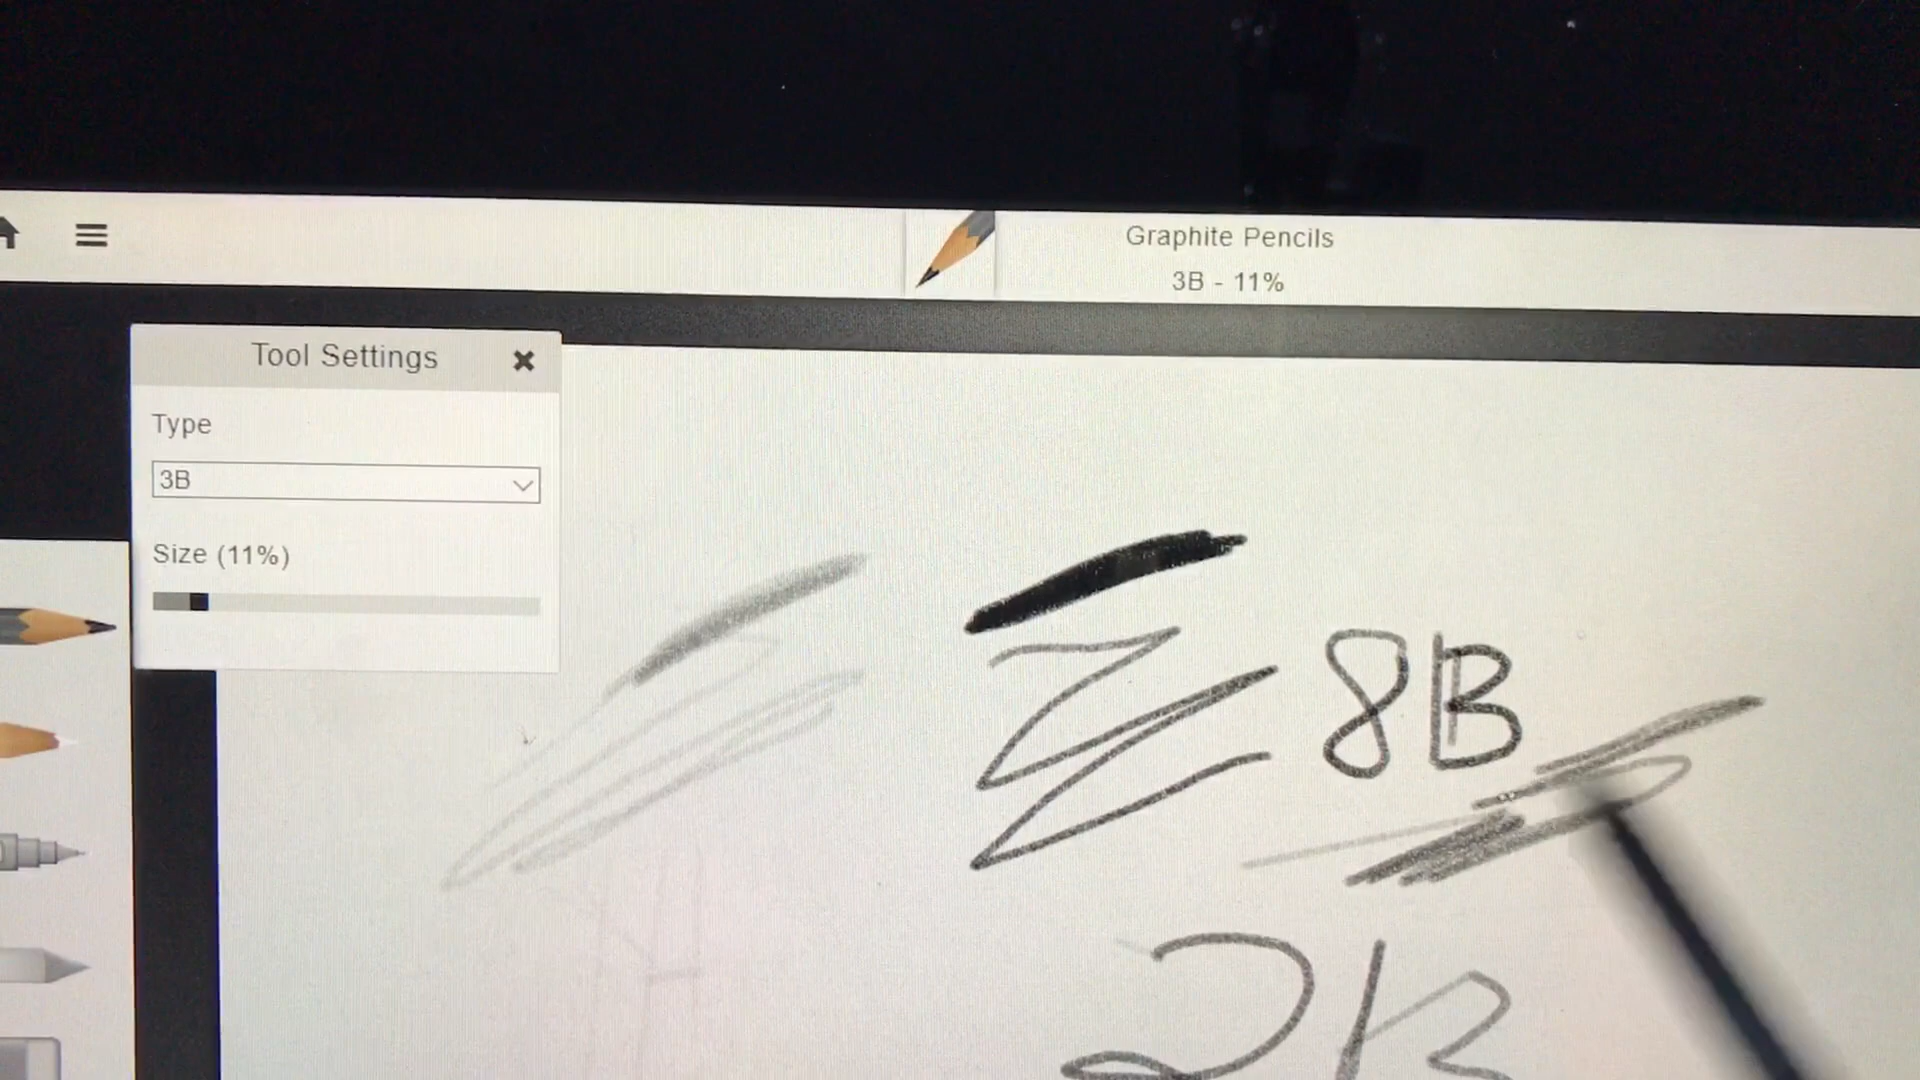 Graphite Pencils
3B - 11%
Tool Settings
Type
3B
Size (11%)
8B
2B